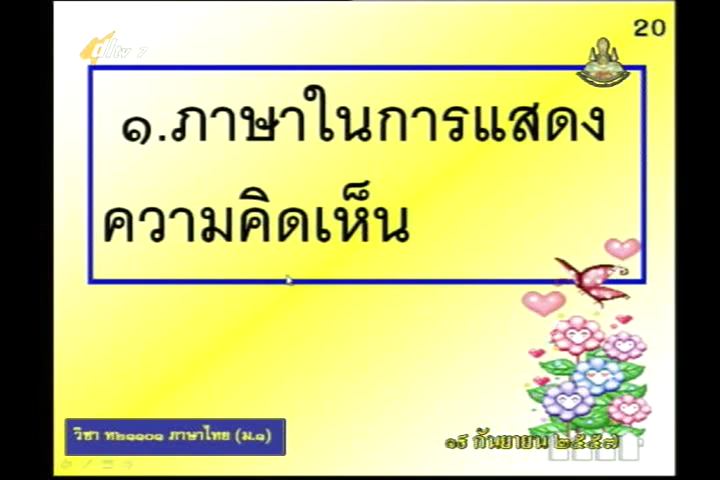 20
dltv 7
๑.ภาษาในการแสดง
ความคิดเห็น
วิชา ท๒๑๑๐๑ ภาษาไทย (ม.๑)
กันยายน ๒๕๕๗